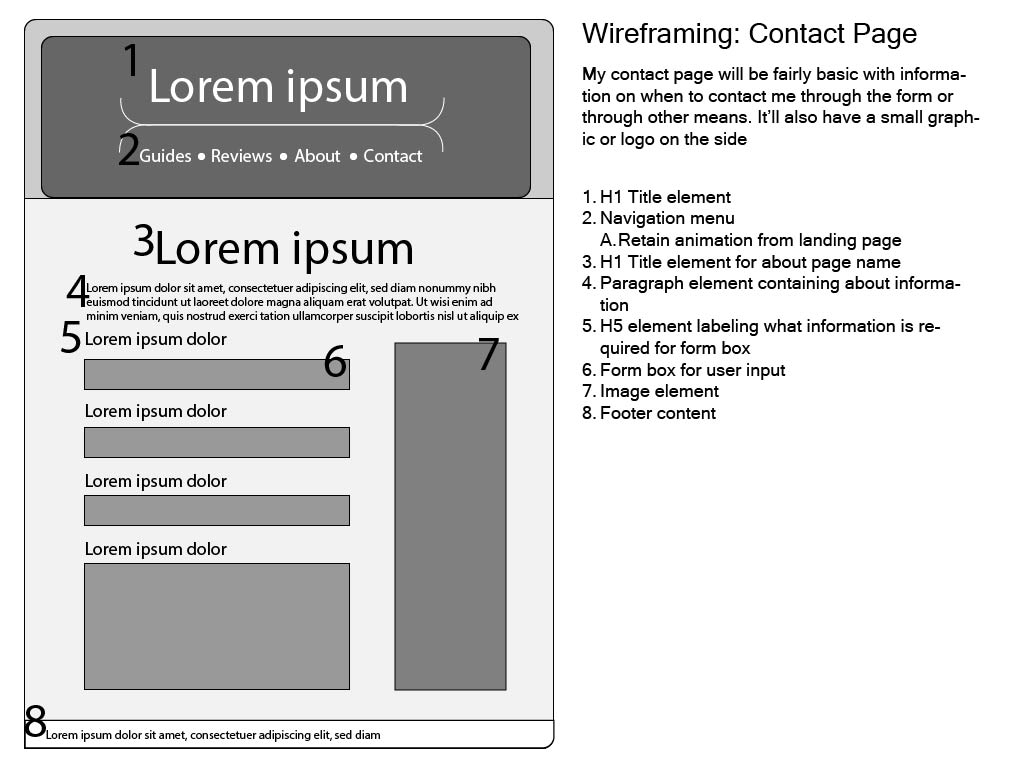 1
Lorem ipsum
2
Guides • Reviews • About • Contact
3
Lorem ipsum
4
Lorem ipsum dolor sit amet, consectetuer adipiscing elit, sed diam nonummy nibh
euismod tincidunt ut laoreet dolore magna aliquam erat volutpat. Ut wisi enim ad
minim veniam, quis nostrud exerci tation ullamcorper suscipit lobortis nisl ut aliquip ex
5
Lorem ipsum dolor
6
7
Lorem ipsum dolor
Lorem ipsum dolor
Lorem ipsum dolor
8
Lorem ipsum dolor sit amet, consectetuer adipiscing elit, sed diam
Wireframing: Contact Page
My contact page will be fairly basic with informa-
tion on when to contact me through the form or
through other means. It'll also have a small graph-
ic or logo on the side
1. H1 Title element
2. Navigation menu
A. Retain animation from landing page
3. H1 Title element for about page name
4. Paragraph element containing about informa-
tion
5. H5 element labeling what information is re-
quired for form box
6. Form box for user input
7. Image element
8. Footer content